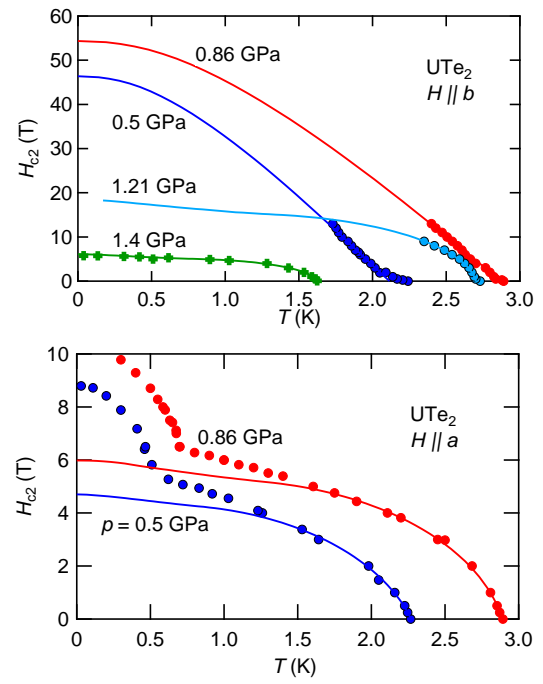 60
50
40
30
20
10
0
H_c2 (T)
0.86 GPa
0.5 GPa
1.21 GPa
1.4 GPa
UTe₂
H || b
0 0.5 1.0 1.5 2.0 2.5 3.0
T (K)
10
8
6
4
2
0
H_c2 (T)
UTe₂
H || a
0.86 GPa
p = 0.5 GPa
0.0 0.5 1.0 1.5 2.0 2.5 3.0
T (K)